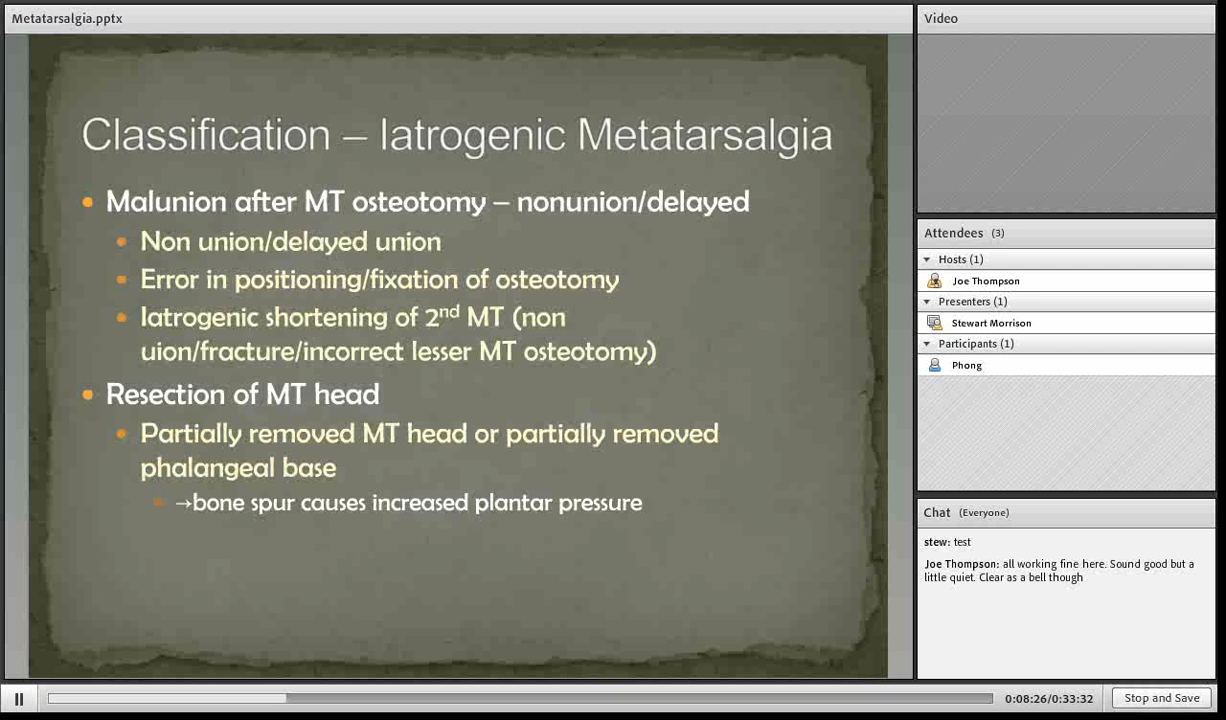 Metatarsalgia.pptx
Classification – Iatrogenic Metatarsalgia
• Malunion after MT osteotomy – nonunion/delayed
• Non union/delayed union
• Error in positioning/fixation of osteotomy
• Iatrogenic shortening of 2nd MT (non
uion/fracture/incorrect lesser MT osteotomy)
• Resection of MT head
• Partially removed MT head or partially removed
phalangeal base
• →bone spur causes increased plantar pressure
Video
Attendees (3)
Hosts (1)
Joe Thompson
Presenters (1)
Stewart Morrison
Participants (1)
Phong
Chat (Everyone)
stew: test
Joe Thompson: all working fine here. Sound good but a
little quiet. Clear as a bell though
0:08:26/0:33:32
Stop and Save